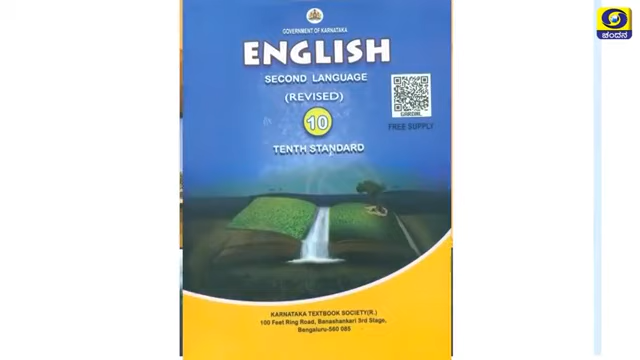 GOVERNMENT OF KARNATAKA
ENGLISH
SECOND LANGUAGE
(REVISED)
10
TENTH STANDARD
FREE SUPPLY
KARNATAKA TEXTBOOK SOCIETY(R.)
100 Feet Ring Road, Banashankari 3rd Stage,
Bengaluru-560 085
ಚಂದನ